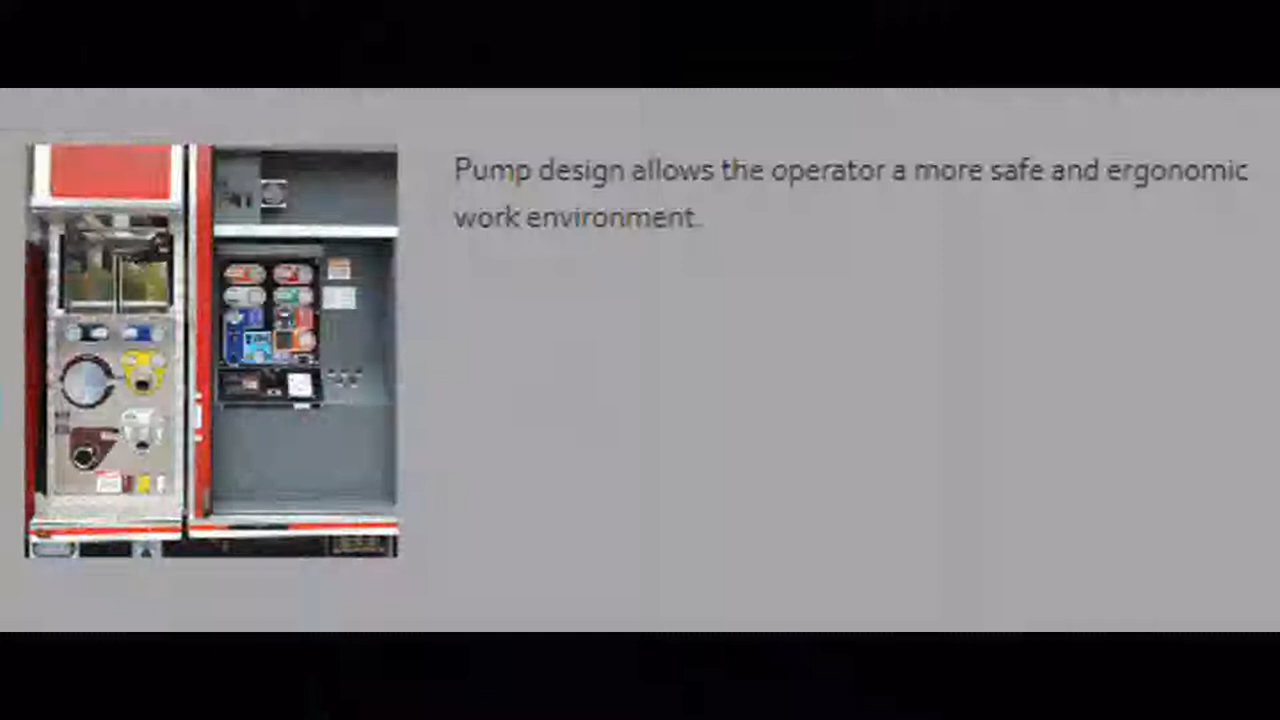 Pump design allows the operator a more safe and ergonomic
work environment.